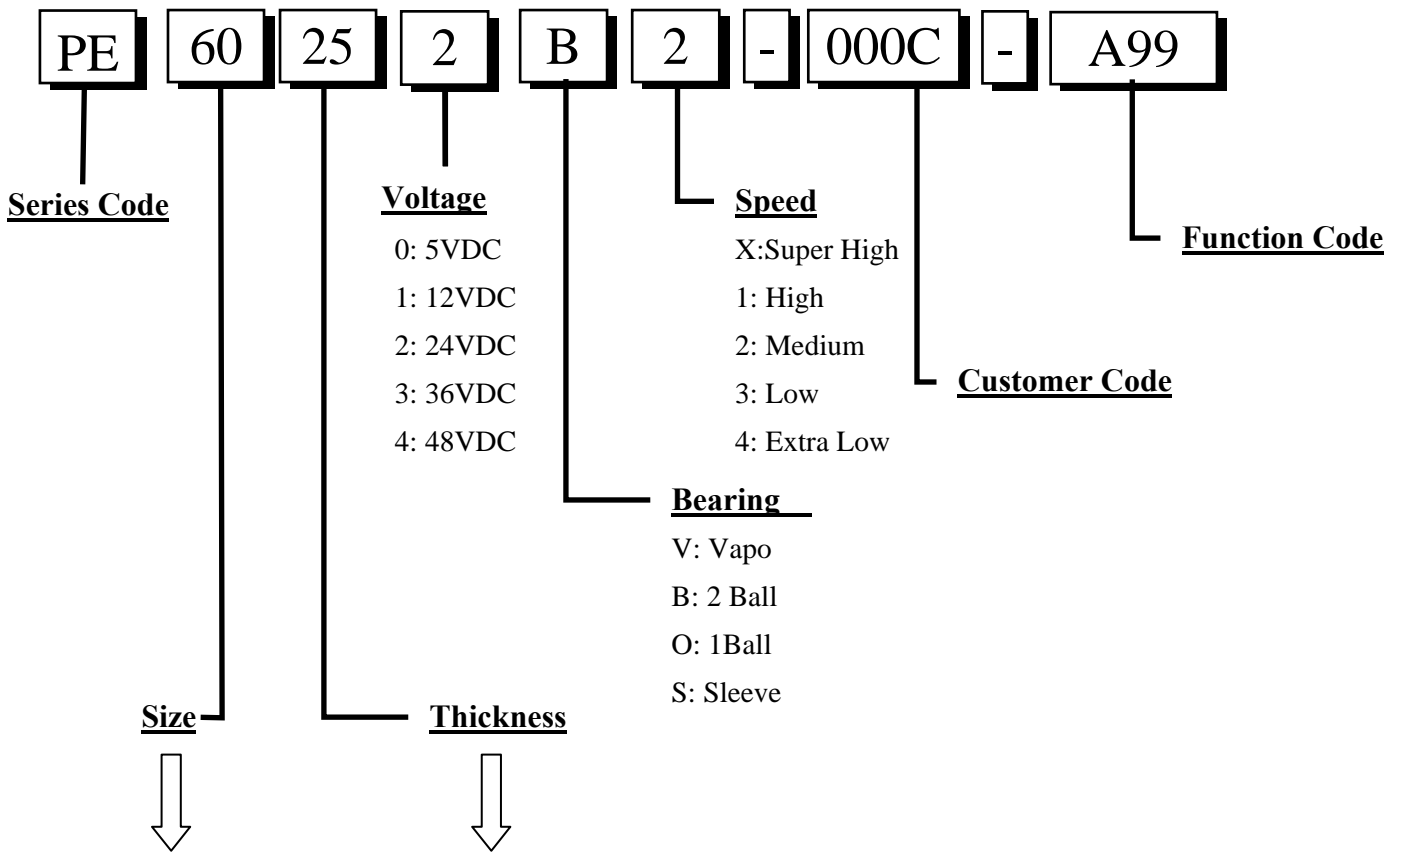 PE 60 25 2 B 2 - 000C - A99
Series Code
Voltage
0: 5VDC
1: 12VDC
2: 24VDC
3: 36VDC
4: 48VDC
Speed
X:Super High
1: High
2: Medium
3: Low
4: Extra Low
Function Code
Customer Code
Bearing
V: Vapo
B: 2 Ball
O: 1Ball
S: Sleeve
Size
Thickness